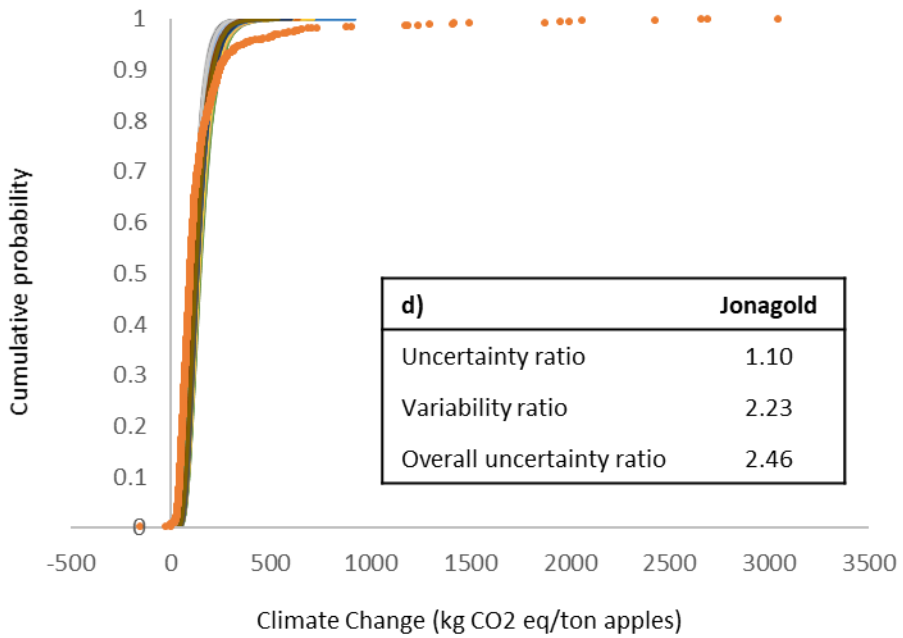 1
0.9
0.8
0.7
0.6
0.5
0.4
0.3
0.2
0.1
0
Cumulative probability
d) Jonagold
Uncertainty ratio 1.10
Variability ratio 2.23
Overall uncertainty ratio 2.46
-500 0 500 1000 1500 2000 2500 3000 3500
Climate Change (kg CO2 eq/ton apples)